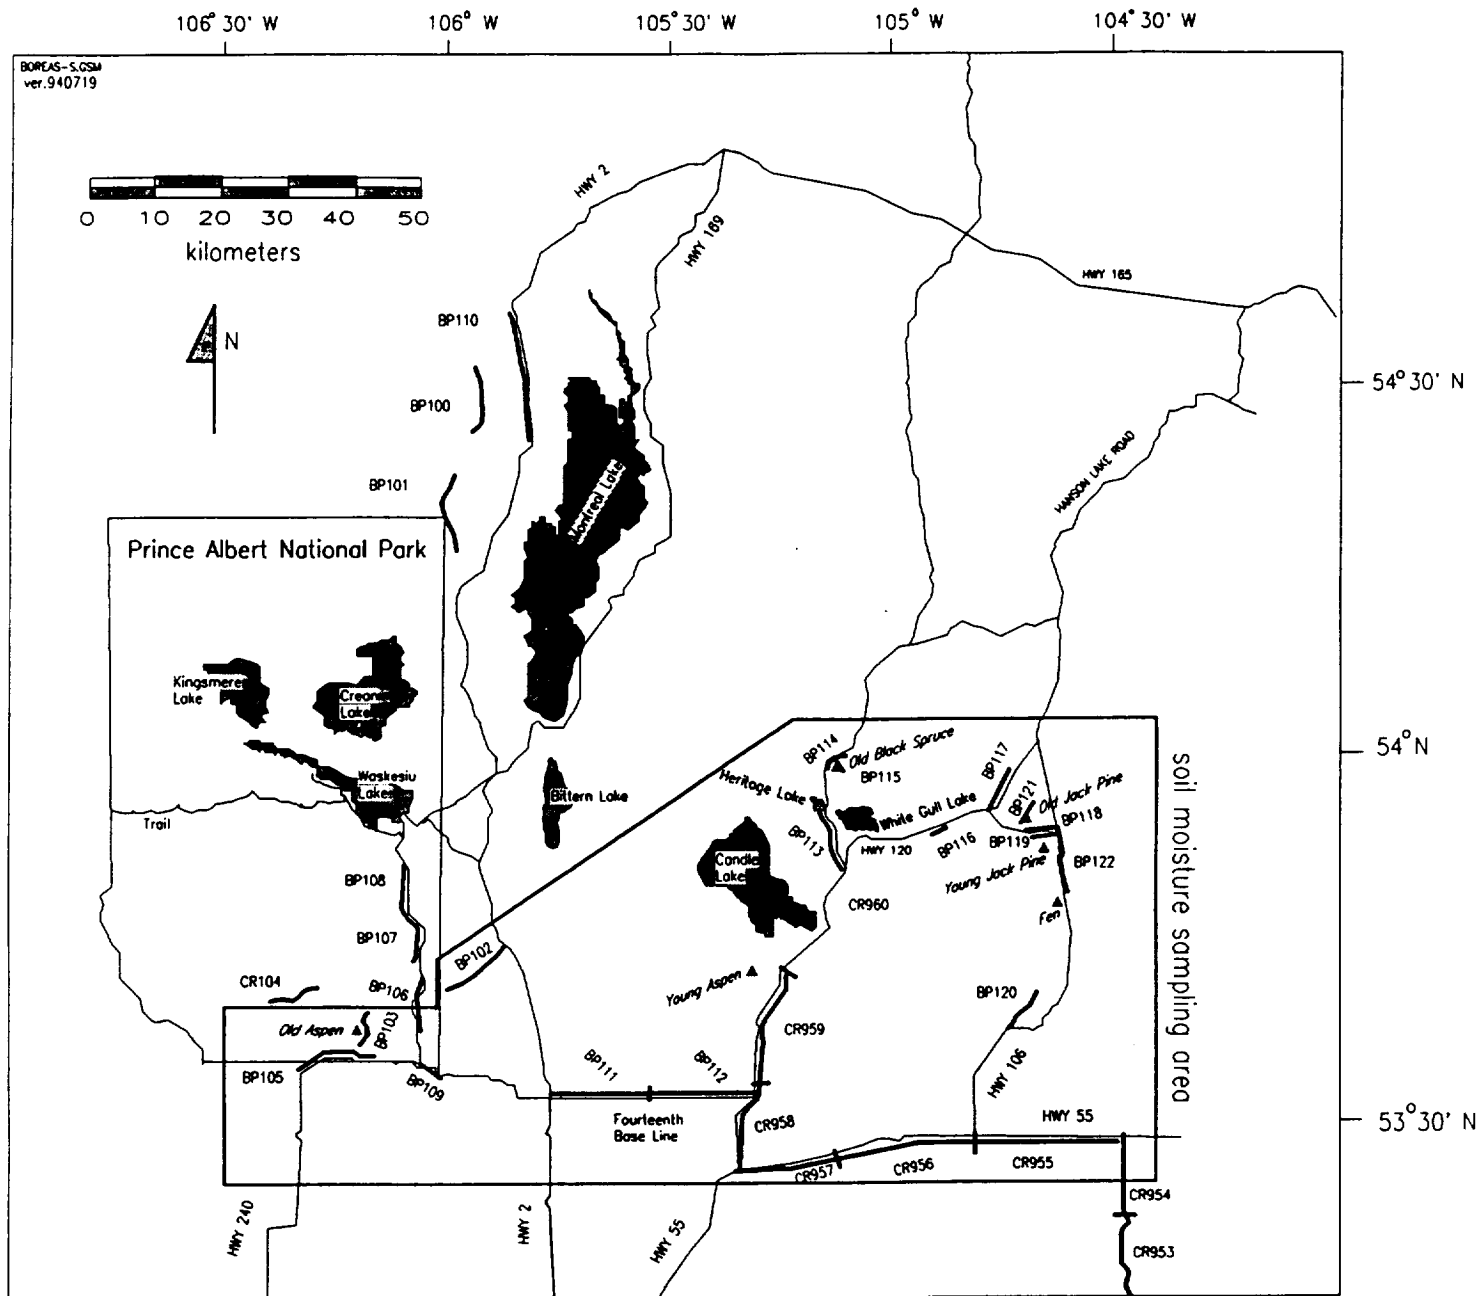 106° 30' W
106° W
105° 30' W
105° W
104° 30' W
BOREAS-S.GSM
ver.940719
0 10 20 30 40 50
kilometers
N
HWY 2
HWY 169
HWY 165
BP110
BP100
BP101
54° 30' N
HANSON LAKE ROAD
Montreal Lake
Prince Albert National Park
Kingsmere
Lake
Crean
Lake
Waskesiu
Lakes
Trail
Bittern Lake
54° N
BP114
Old Black Spruce
BP115
Heritage Lake
White Gull Lake
BP117
BP121
Old Jack Pine
BP118
BP113
HWY 120
BP116
BP119
Young Jack Pine
BP122
Fen
Candle
Lake
CR960
BP108
BP107
BP102
CR104
BP106
Young Aspen
BP120
Old Aspen
BP103
CR959
BP105
BP109
BP111
BP112
HWY 106
soil moisture sampling area
Fourteenth
Base Line
CR958
HWY 55
53° 30' N
CR957
CR956
CR955
CR954
HWY 240
HWY 2
HWY 55
CR953